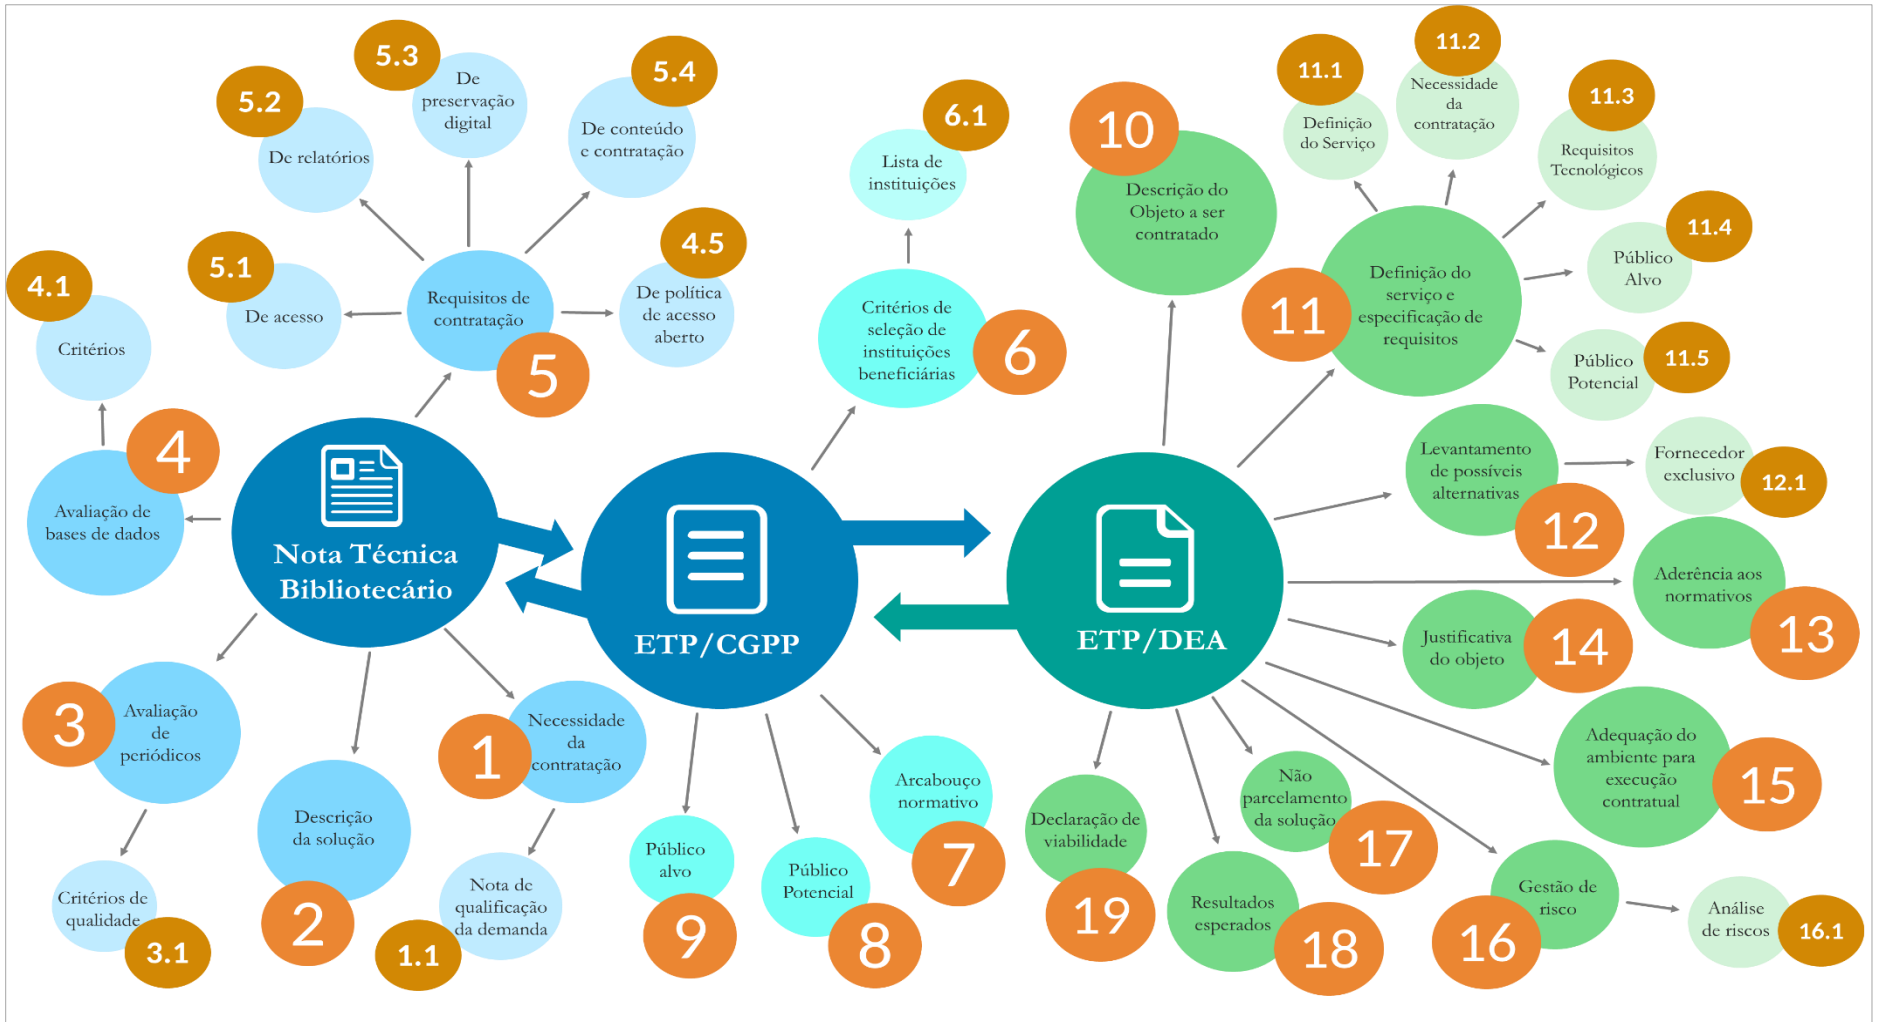 5.3
De
preservação
digital
5.4
De conteúdo
e contratação
5.2
De relatórios
4.1
Critérios
5.1
De acesso
Requisitos de
contratação
5
4.5
De política
de acesso
aberto
6.1
Lista de
instituições
Critérios de
seleção de
instituições
beneficiárias
6
10
Descrição do
Objeto a ser
contratado
11.1
Definição
do Serviço
11.2
Necessidade
da
contratação
11.3
Requisitos
Tecnológicos
11.4
Público
Alvo
11
Definição do
serviço e
especificação de
requisitos
Público
Potencial
11.5
4
Avaliação de
bases de dados
Nota Técnica
Bibliotecário
ETP/CGPP
ETP/DEA
Levantamento
de possíveis
alternativas
12
Fornecedor
exclusivo
12.1
Aderência aos
normativos
13
Justificativa
do objeto
14
Adequação do
ambiente para
execução
contratual
15
3
Avaliação
de
periódicos
Critérios de
qualidade
3.1
Descrição
da solução
2
1
Necessidade
da
contratação
Nota de
qualificação
da demanda
1.1
Público
alvo
9
Público
Potencial
8
Arcabouço
normativo
7
Declaração de
viabilidade
19
Resultados
esperados
18
Não
parcelamento
da solução
17
Gestão de
risco
16
Análise
de riscos
16.1